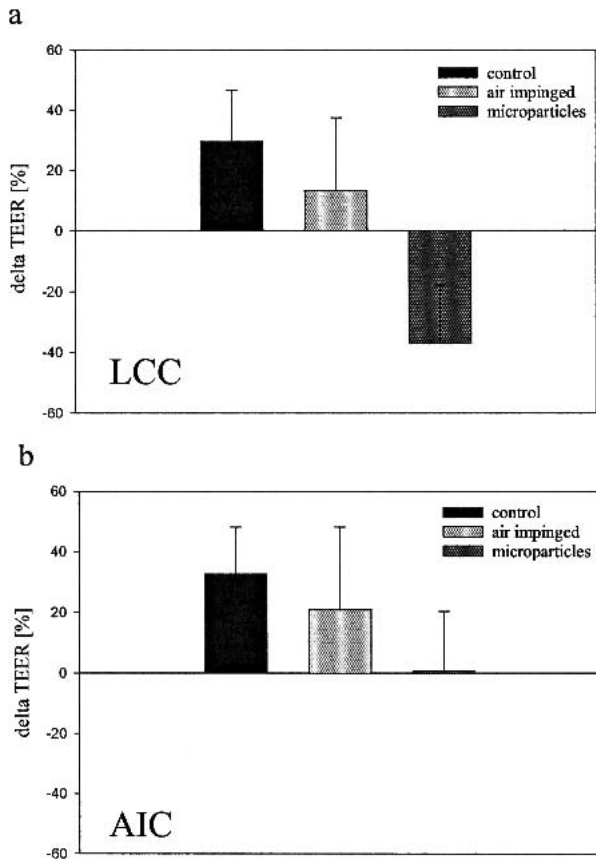 a
60
control
air impinged
40
microparticles
20
delta TEER [%]
0
-20
-40
LCC
-60
b
60
control
air impinged
40
microparticles
20
delta TEER [%]
0
-20
-40
AIC
-60